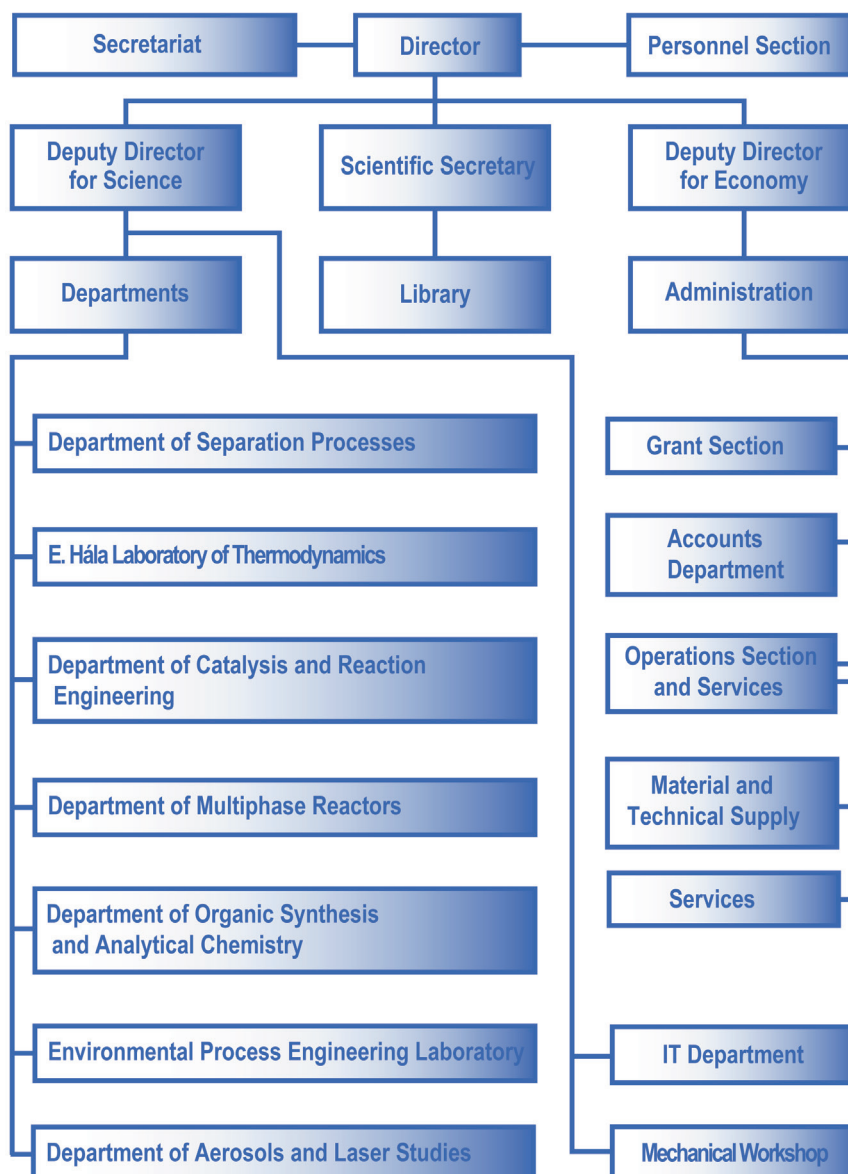 Secretariat
Director
Personnel Section
Deputy Director
for Science
Scientific Secretary
Deputy Director
for Economy
Departments
Library
Administration
Department of Separation Processes
E. Hála Laboratory of Thermodynamics
Department of Catalysis and Reaction
Engineering
Department of Multiphase Reactors
Department of Organic Synthesis
and Analytical Chemistry
Environmental Process Engineering Laboratory
Department of Aerosols and Laser Studies
Grant Section
Accounts
Department
Operations Section
and Services
Material and
Technical Supply
Services
IT Department
Mechanical Workshop